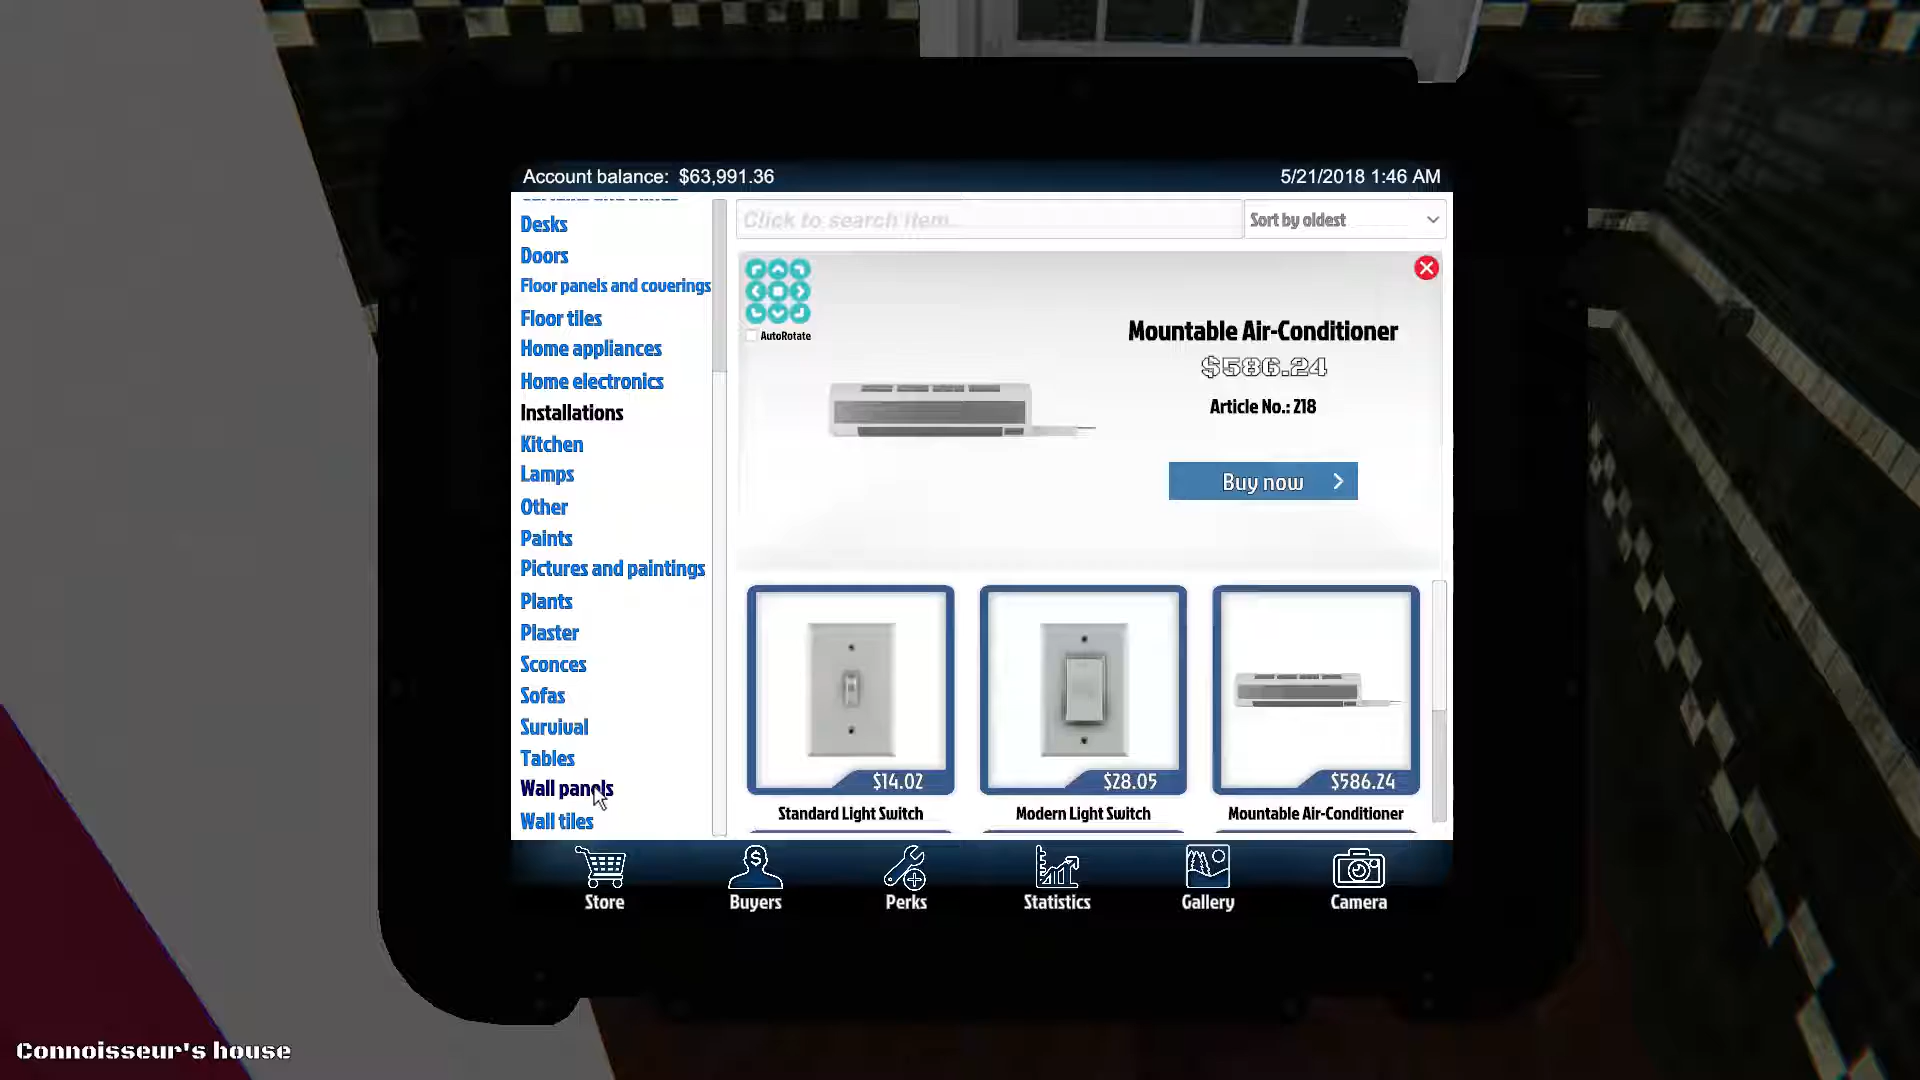 Account balance: $63,991.36
5/21/2018 1:46 AM
Desks
Doors
Floor panels and coverings
Floor tiles
Home appliances
Home electronics
Installations
Kitchen
Lamps
Other
Paints
Pictures and paintings
Plants
Plaster
Sconces
Sofas
Survival
Tables
Wall panels
Wall tiles
Click to search item...
Sort by oldest
AutoRotate
Mountable Air-Conditioner
$586.24
Article No.: 218
Buy now
$14.02
$28.05
$586.24
Standard Light Switch
Modern Light Switch
Mountable Air-Conditioner
Store
Buyers
Perks
Statistics
Gallery
Camera
Connoisseur's house